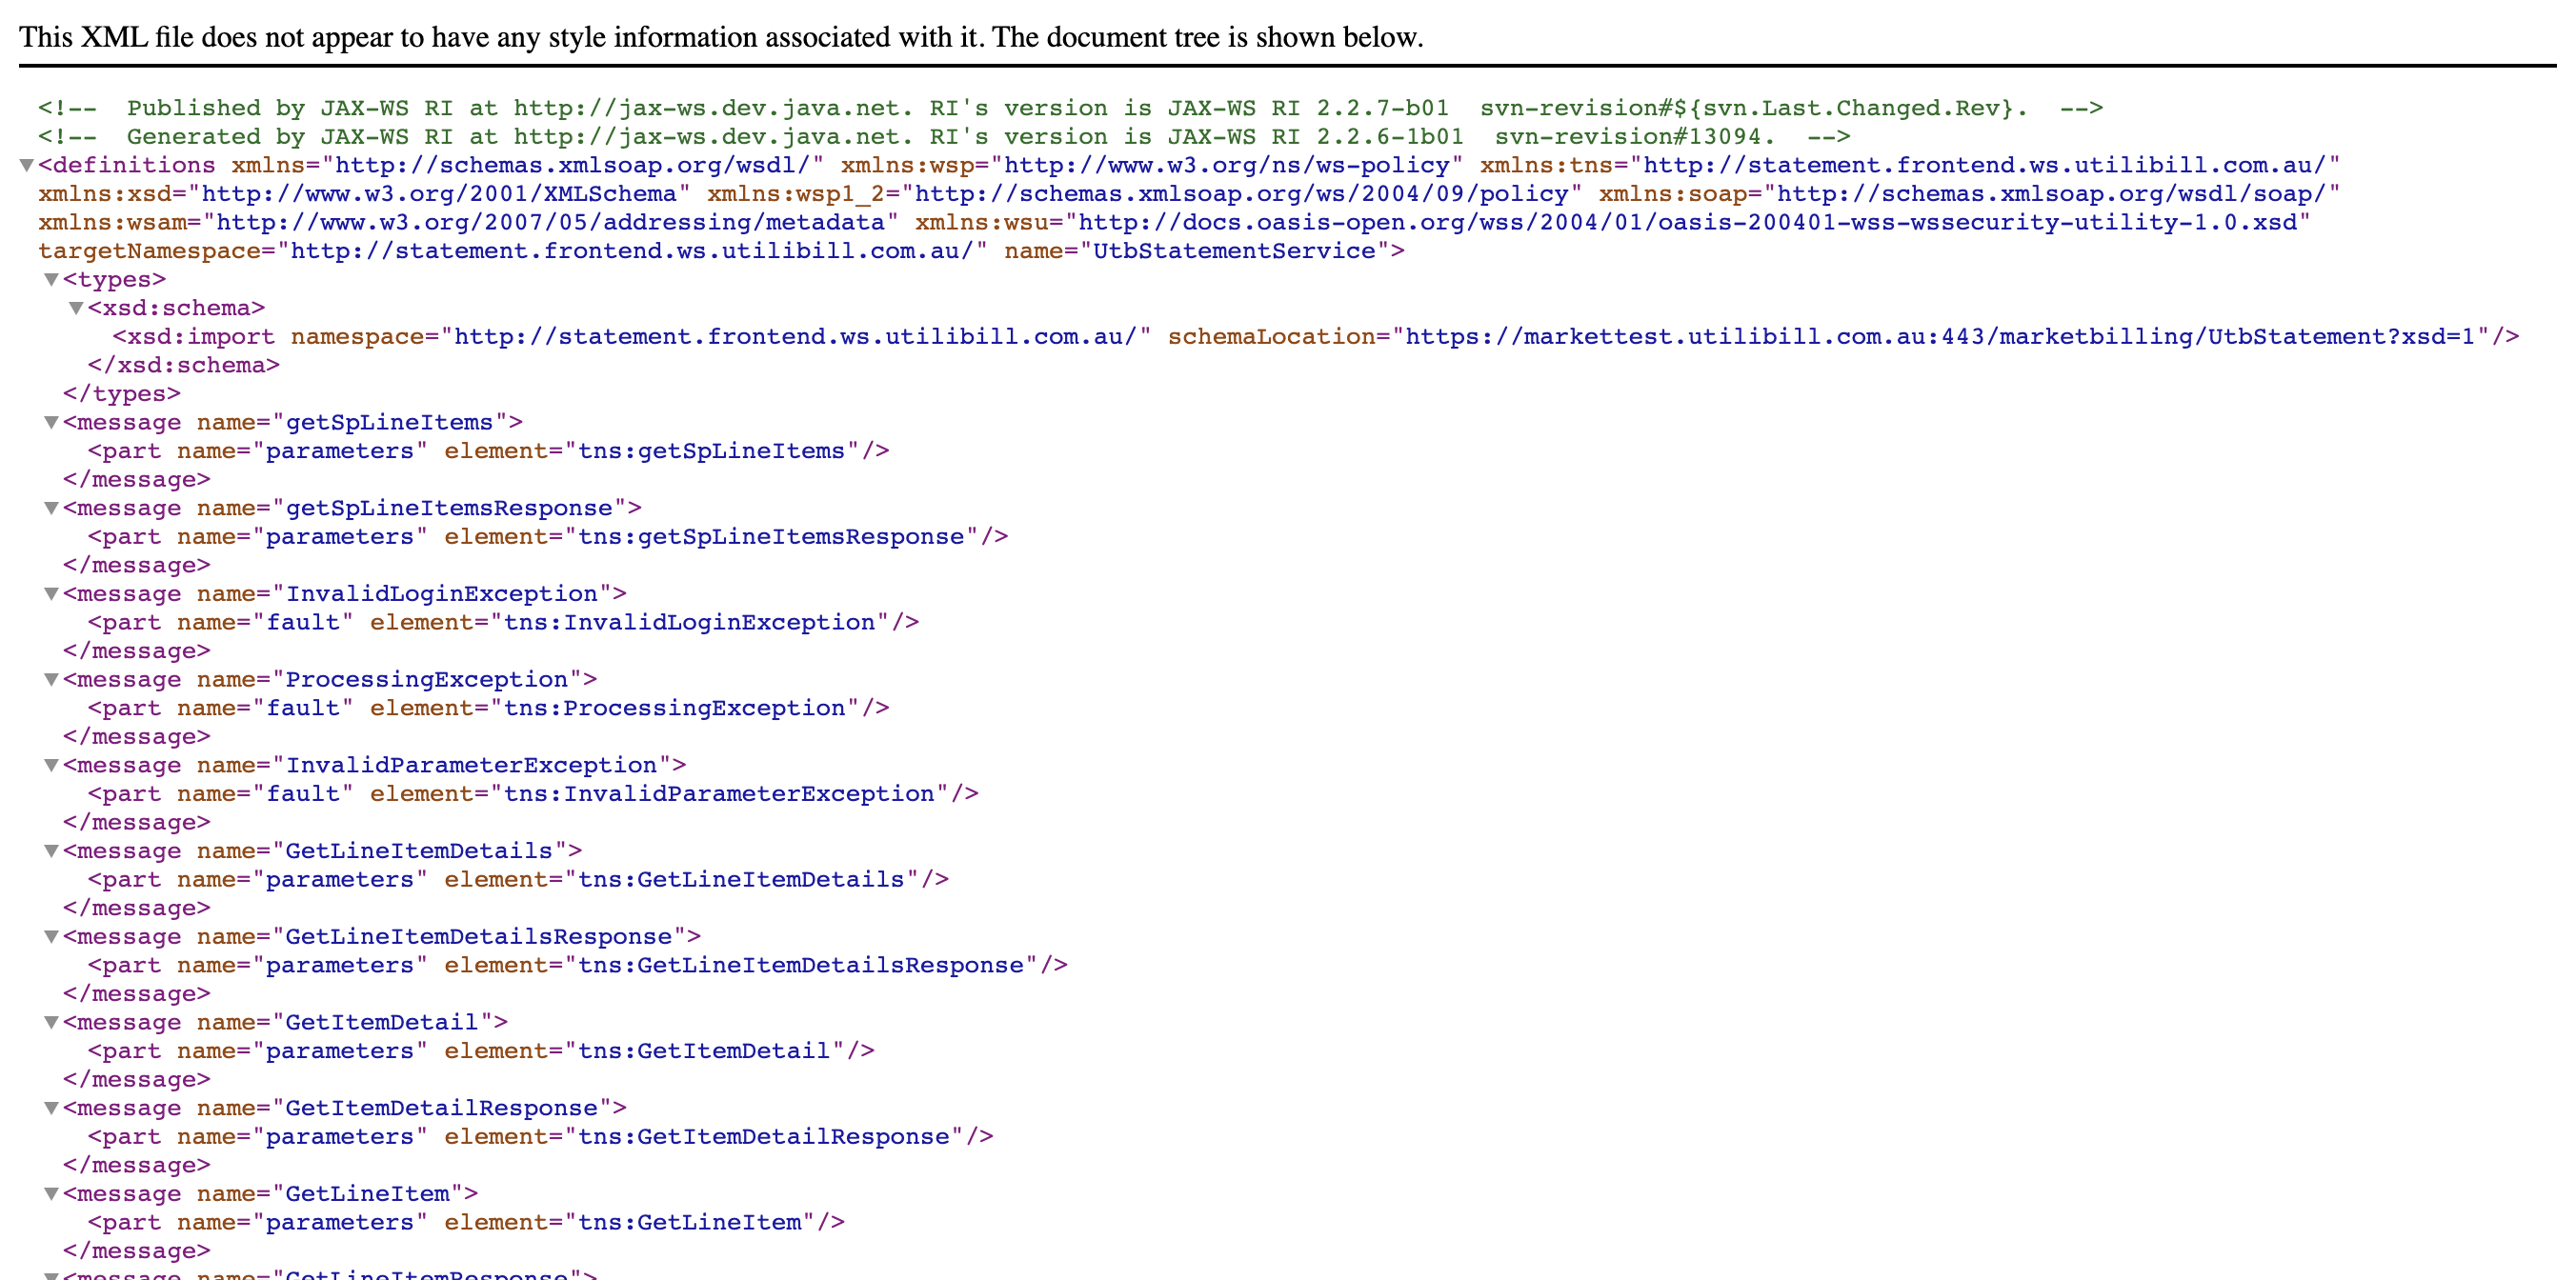 This XML file does not appear to have any style information associated with it. The document tree is shown below.
<!-- Published by JAX-WS RI at http://jax-ws.dev.java.net. RI's version is JAX-WS RI 2.2.7-b01 svn-revision#${svn.Last.Changed.Rev}. -->
<!-- Generated by JAX-WS RI at http://jax-ws.dev.java.net. RI's version is JAX-WS RI 2.2.6-1b01 svn-revision#13094. -->
▼<definitions xmlns="http://schemas.xmlsoap.org/wsdl/" xmlns:wsp="http://www.w3.org/ns/ws-policy" xmlns:tns="http://statement.frontend.ws.utilibill.com.au/"
xmlns:xsd="http://www.w3.org/2001/XMLSchema" xmlns:wsp1_2="http://schemas.xmlsoap.org/ws/2004/09/policy" xmlns:soap="http://schemas.xmlsoap.org/wsdl/soap/"
xmlns:wsam="http://www.w3.org/2007/05/addressing/metadata" xmlns:wsu="http://docs.oasis-open.org/wss/2004/01/oasis-200401-wss-wssecurity-utility-1.0.xsd"
targetNamespace="http://statement.frontend.ws.utilibill.com.au/" name="UtbStatementService">
▼<types>
▼<xsd:schema>
<xsd:import namespace="http://statement.frontend.ws.utilibill.com.au/" schemaLocation="https://markettest.utilibill.com.au:443/marketbilling/UtbStatement?xsd=1"/>
</xsd:schema>
</types>
▼<message name="getSpLineItems">
<part name="parameters" element="tns:getSpLineItems"/>
</message>
▼<message name="getSpLineItemsResponse">
<part name="parameters" element="tns:getSpLineItemsResponse"/>
</message>
▼<message name="InvalidLoginException">
<part name="fault" element="tns:InvalidLoginException"/>
</message>
▼<message name="ProcessingException">
<part name="fault" element="tns:ProcessingException"/>
</message>
▼<message name="InvalidParameterException">
<part name="fault" element="tns:InvalidParameterException"/>
</message>
▼<message name="GetLineItemDetails">
<part name="parameters" element="tns:GetLineItemDetails"/>
</message>
▼<message name="GetLineItemDetailsResponse">
<part name="parameters" element="tns:GetLineItemDetailsResponse"/>
</message>
▼<message name="GetItemDetail">
<part name="parameters" element="tns:GetItemDetail"/>
</message>
▼<message name="GetItemDetailResponse">
<part name="parameters" element="tns:GetItemDetailResponse"/>
</message>
▼<message name="GetLineItem">
<part name="parameters" element="tns:GetLineItem"/>
</message>
▼<message name="GetLineItemResponse">